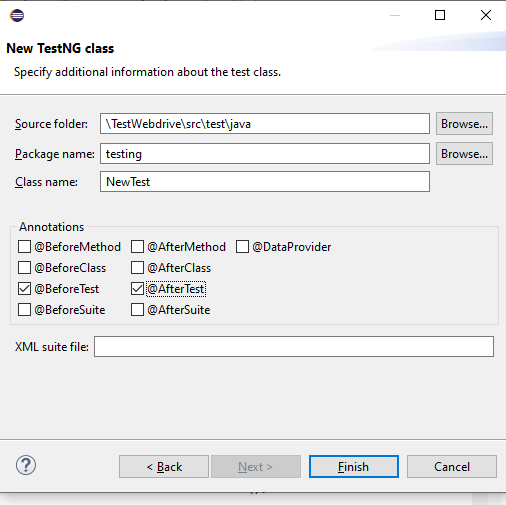 New TestNG class
Specify additional information about the test class.
Source folder: \TestWebdrive\src\test\java Browse...
Package name: testing Browse...
Class name: NewTest
Annotations
@BeforeMethod @AfterMethod @DataProvider
@BeforeClass @AfterClass
@BeforeTest @AfterTest
@BeforeSuite @AfterSuite
XML suite file:
? < Back Next > Finish Cancel